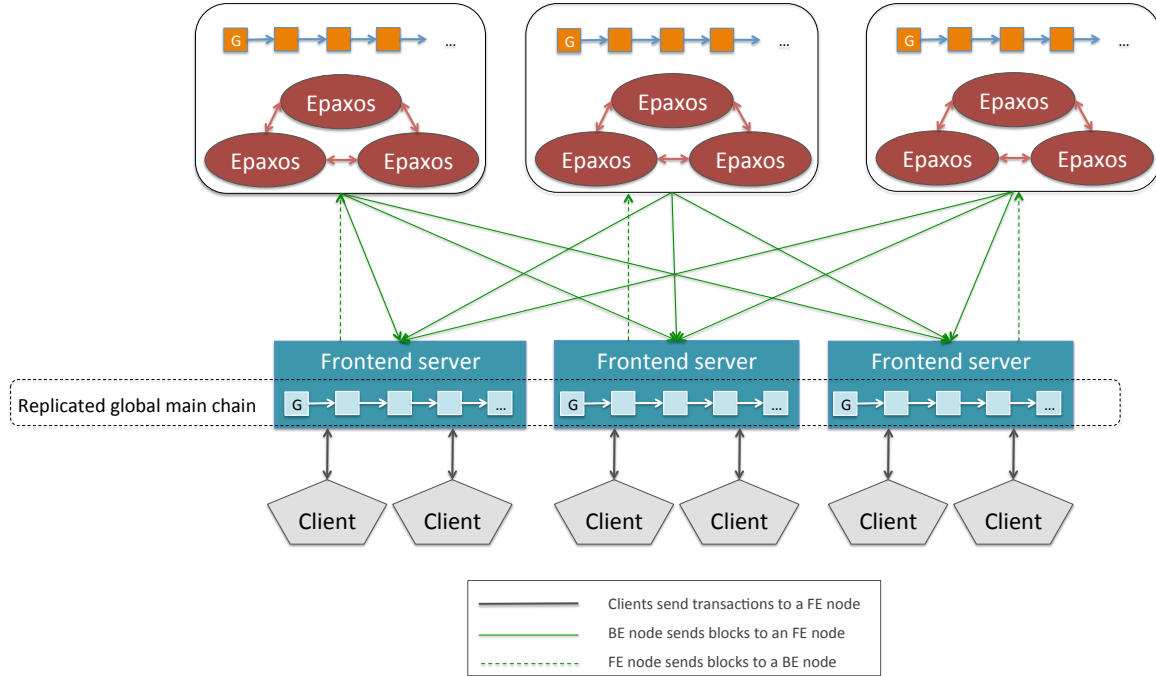 G ...
G ...
G ...
Epaxos
Epaxos
Epaxos
Epaxos Epaxos
Epaxos Epaxos
Epaxos Epaxos
Frontend server
Frontend server
Frontend server
Replicated global main chain
G ...
G ...
G ...
Client Client
Client Client
Client Client
Clients send transactions to a FE node
BE node sends blocks to an FE node
FE node sends blocks to a BE node